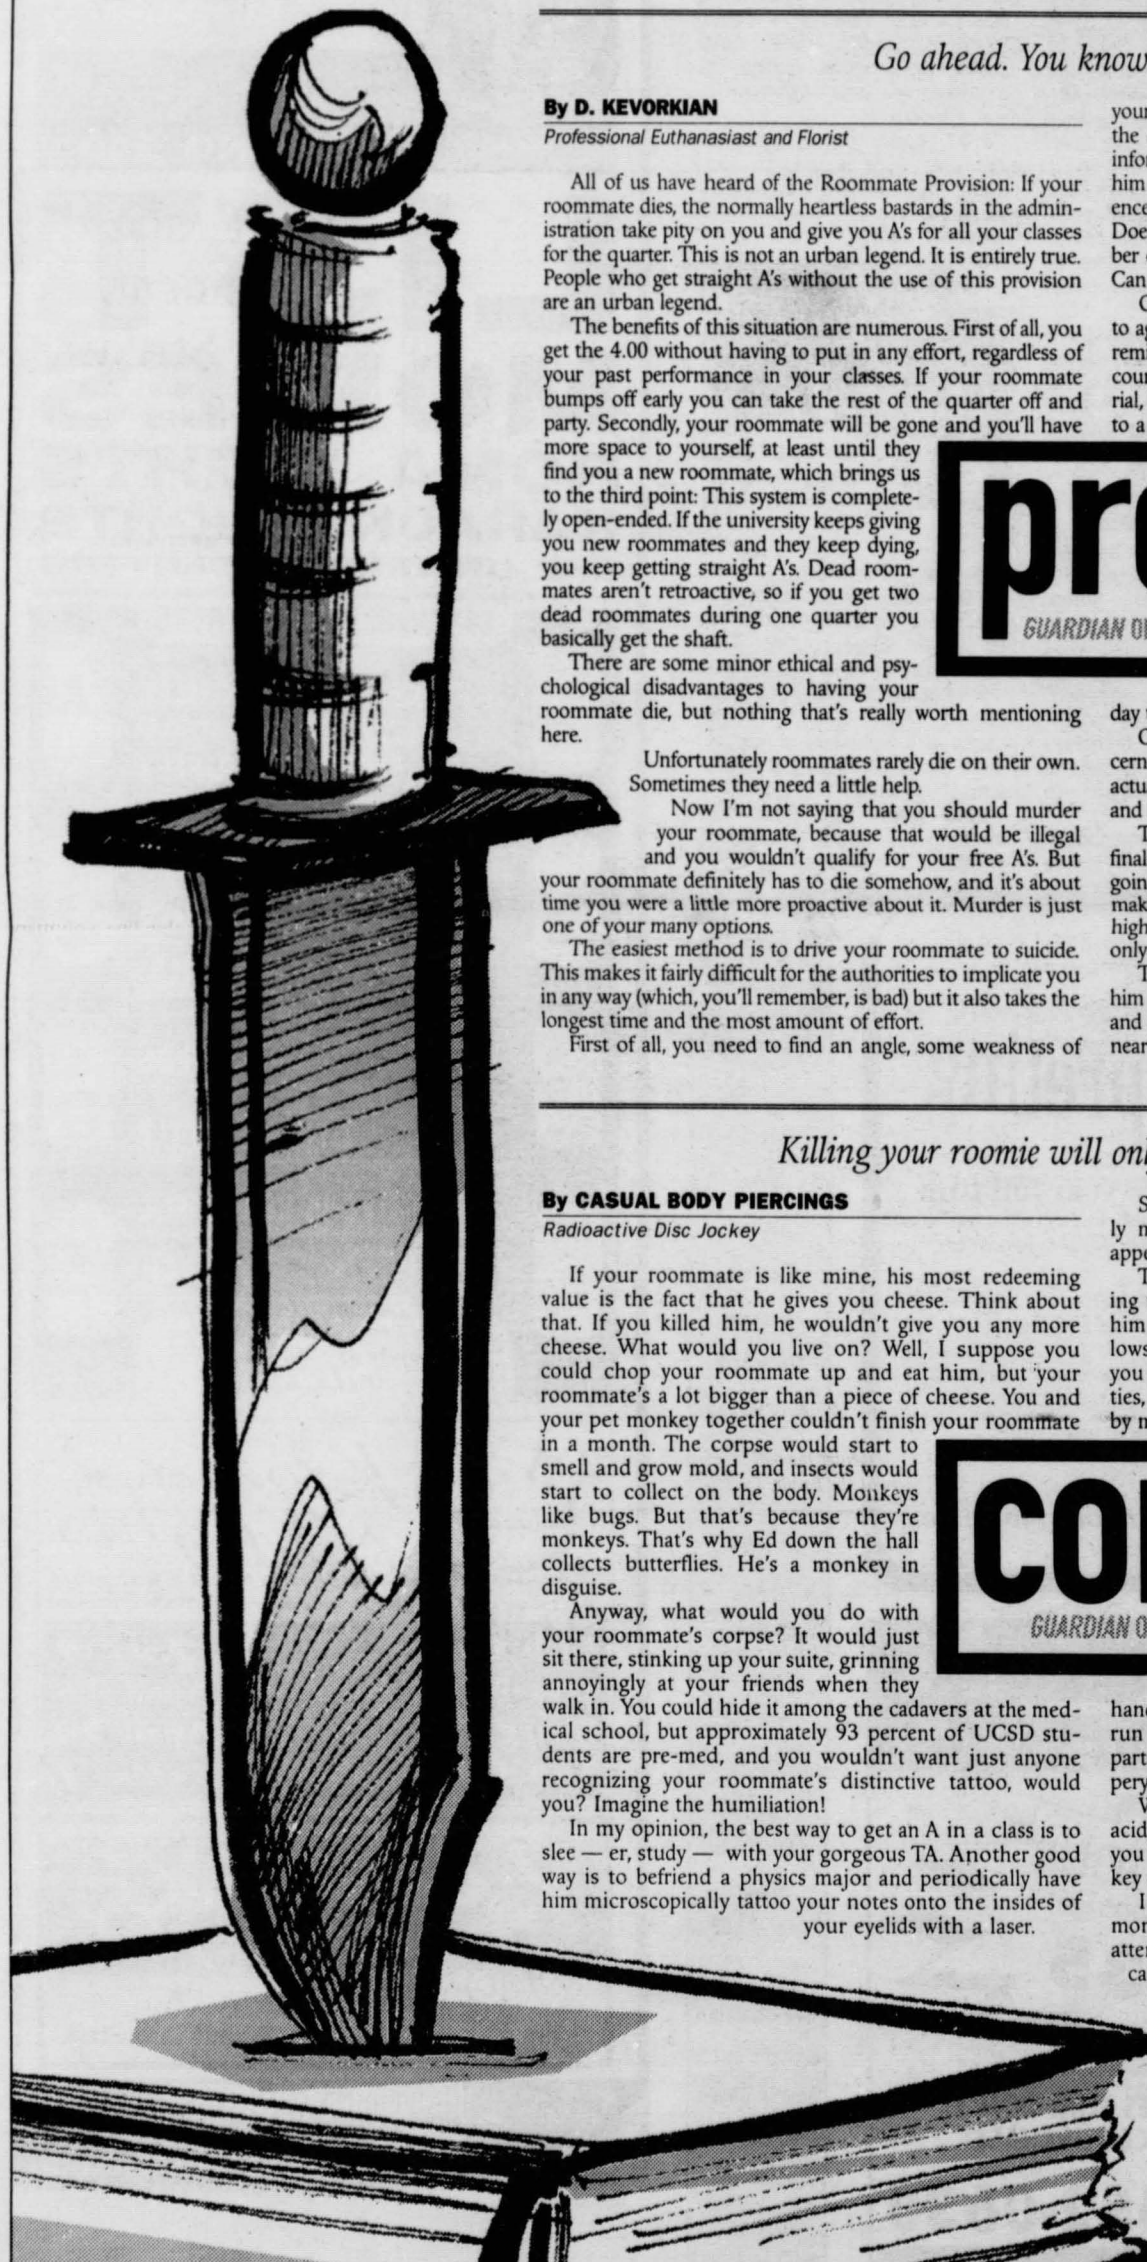 Go ahead. You know
By D. KEVORKIAN
Professional Euthanasiast and Florist
All of us have heard of the Roommate Provision: If your
roommate dies, the normally heartless bastards in the admin-
istration take pity on you and give you A's for all your classes
for the quarter. This is not an urban legend. It is entirely true.
People who get straight A's without the use of this provision
are an urban legend.
The benefits of this situation are numerous. First of all, you
get the 4.00 without having to put in any effort, regardless of
your past performance in your classes. If your roommate
bumps off early you can take the rest of the quarter off and
party. Secondly, your roommate will be gone and you'll have
more space to yourself, at least until they
find you a new roommate, which brings us
to the third point: This system is complete-
ly open-ended. If the university keeps giving
you new roommates and they keep dying,
you keep getting straight A's. Dead room-
mates aren't retroactive, so if you get two
dead roommates during one quarter you
basically get the shaft.
There are some minor ethical and psy-
chological disadvantages to having your
roommate die, but nothing that's really worth mentioning
here.
Unfortunately roommates rarely die on their own.
Sometimes they need a little help.
Now I'm not saying that you should murder
your roommate, because that would be illegal
and you wouldn't qualify for your free A's. But
your roommate definitely has to die somehow, and it's about
time you were a little more proactive about it. Murder is just
one of your many options.
The easiest method is to drive your roommate to suicide.
This makes it fairly difficult for the authorities to implicate you
in any way (which, you'll remember, is bad) but it also takes the
longest time and the most amount of effort.
First of all, you need to find an angle, some weakness of
your
the
him
to a
GUARDIAN
day
and
only
him
and
Killing your roomie will
By CASUAL BODY PIERCINGS
Radioactive Disc Jockey
If your roommate is like mine, his most redeeming
value is the fact that he gives you cheese. Think about
that. If you killed him, he wouldn't give you any more
cheese. What would you live on? Well, I suppose you
could chop your roommate up and eat him, but your
roommate's a lot bigger than a piece of cheese. You and
your pet monkey together couldn't finish your roommate
in a month. The corpse would start to
smell and grow mold, and insects would
start to collect on the body. Monkeys
like bugs. But that's because they're
monkeys. That's why Ed down the hall
collects butterflies. He's a monkey in
disguise.
Anyway, what would you do with
your roommate's corpse? It would just
sit there, stinking up your suite, grinning
annoyingly at your friends when they
walk in. You could hide it among the cadavers at the med-
ical school, but approximately 93 percent of UCSD stu-
dents are pre-med, and you wouldn't want just anyone
recognizing your roommate's distinctive tattoo, would
you? Imagine the humiliation!
In my opinion, the best way to get an A in a class is to
slee — er, study — with your gorgeous TA. Another good
way is to befriend a physics major and periodically have
him microscopically tattoo your notes onto the insides of
your eyelids with a laser.
ing
him
you
ties,
GUARDIAN
run
acid
you
key